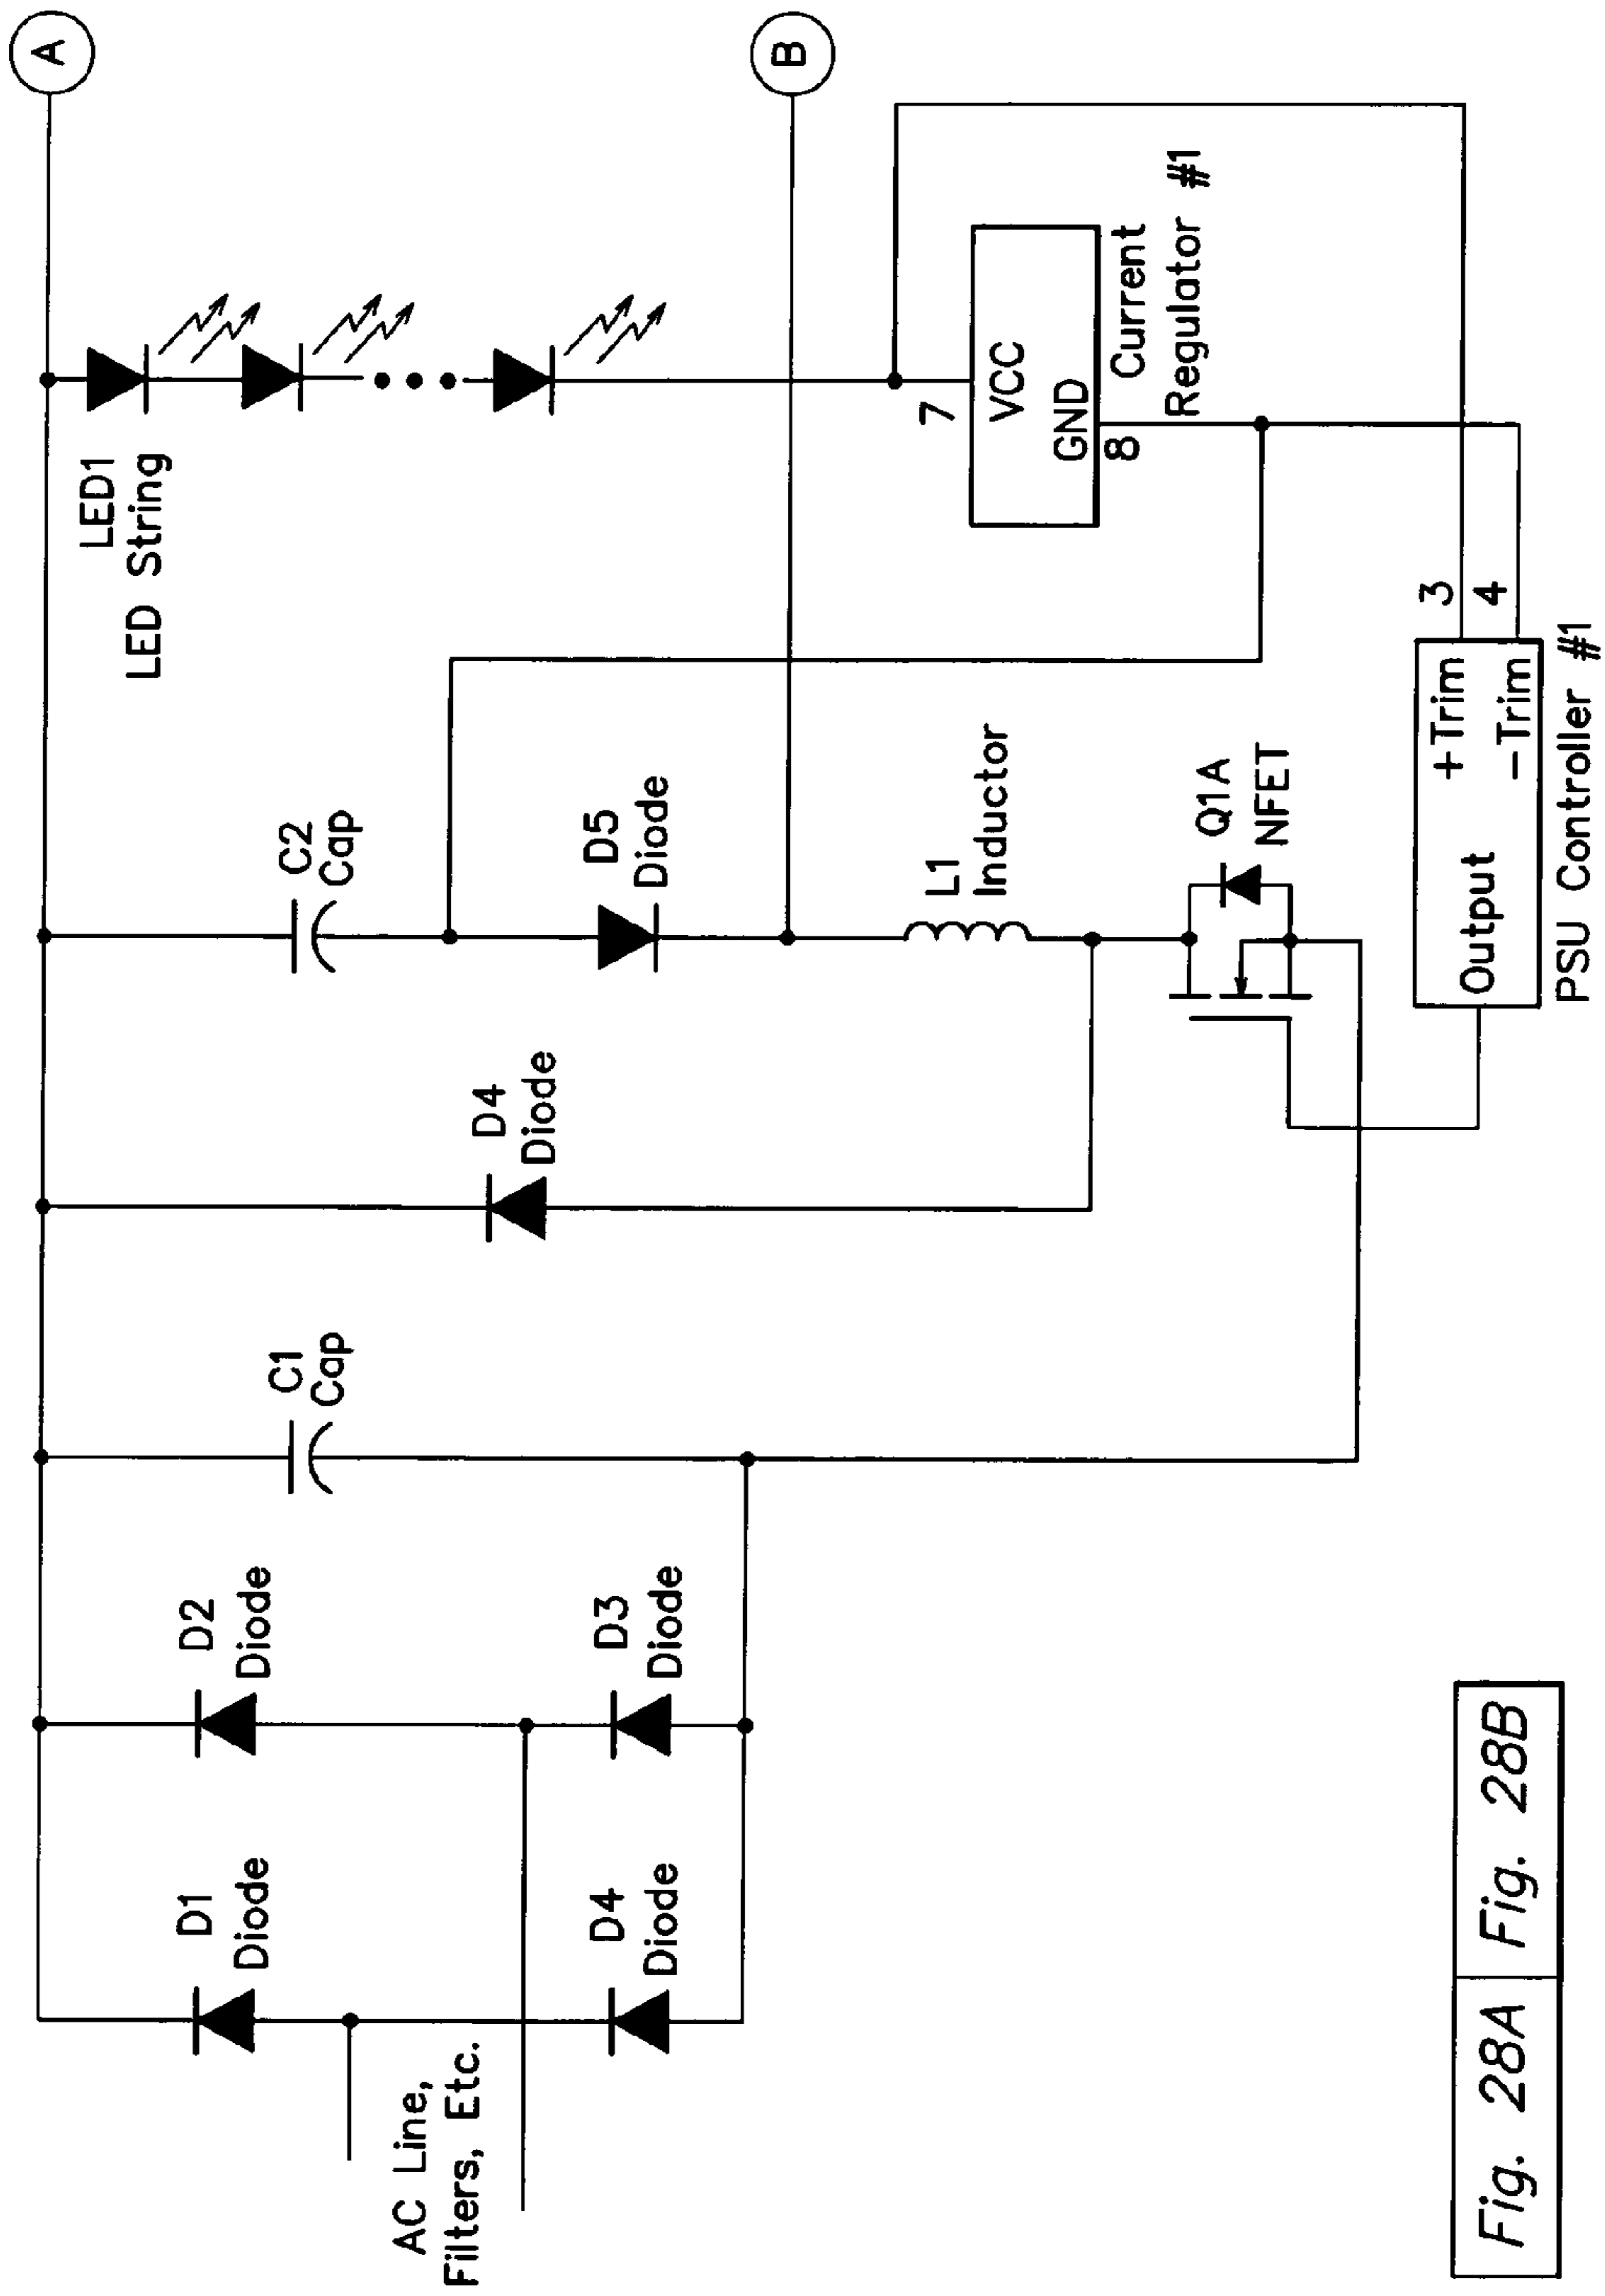 A
B
LED1
LED String
C2
Cap
D5
Diode
L1
Inductor
Q1A
NFET
D4
Diode
C1
Cap
D2
Diode
D3
Diode
D1
Diode
D4
Diode
AC Line,
Filters, Etc.
7
VCC
GND
8
Current
Regulator #1
3
4
+Trim
−Trim
Output
PSU Controller #1
Fig. 28A
Fig. 28B